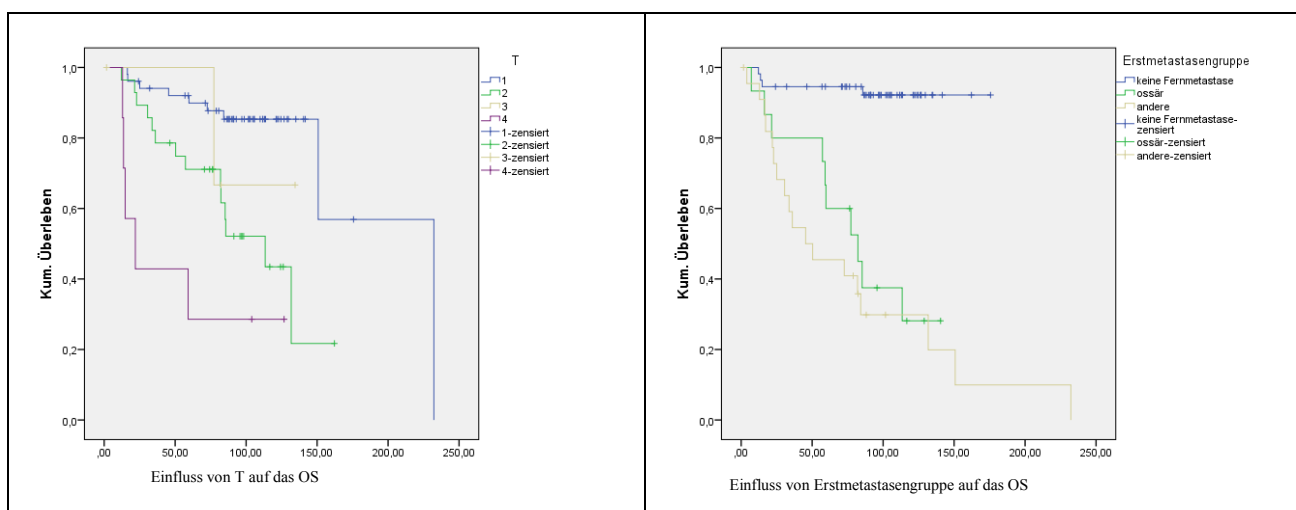 T
1
2
3
4
1-zensiert
2-zensiert
3-zensiert
4-zensiert
Kum. Überleben
1,0
0,8
0,6
0,4
0,2
0,0
,00
50,00
100,00
150,00
200,00
250,00
Einfluss von T auf das OS
Erstmetastasengruppe
keine Fernmetastase
ossär
andere
keine Fernmetastase-
zensiert
ossär-zensiert
andere-zensiert
Kum. Überleben
1,0
0,8
0,6
0,4
0,2
0,0
,00
50,00
100,00
150,00
200,00
250,00
Einfluss von Erstmetastasengruppe auf das OS